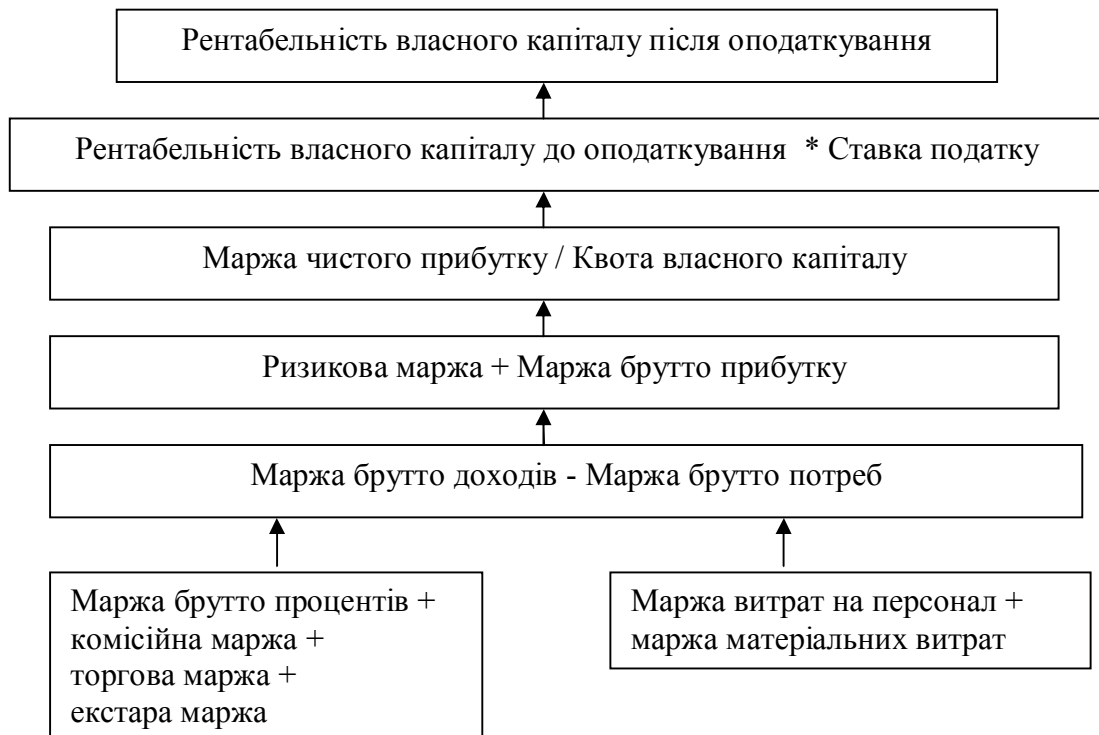 Рентабельність власного капіталу після оподаткування
Рентабельність власного капіталу до оподаткування * Ставка податку
Маржа чистого прибутку / Квота власного капіталу
Ризикова маржа + Маржа брутто прибутку
Маржа брутто доходів - Маржа брутто потреб
Маржа брутто процентів +
комісійна маржа +
торгова маржа +
екстара маржа
Маржа витрат на персонал +
маржа матеріальних витрат